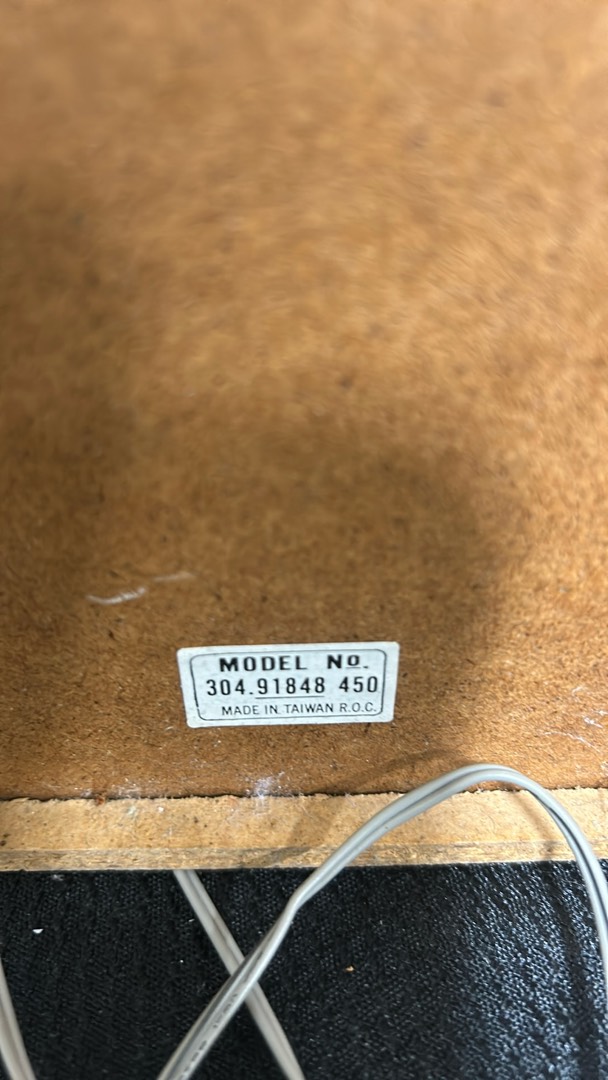 MODEL No.
304.91848 450
MADE IN TAIWAN R.O.C.